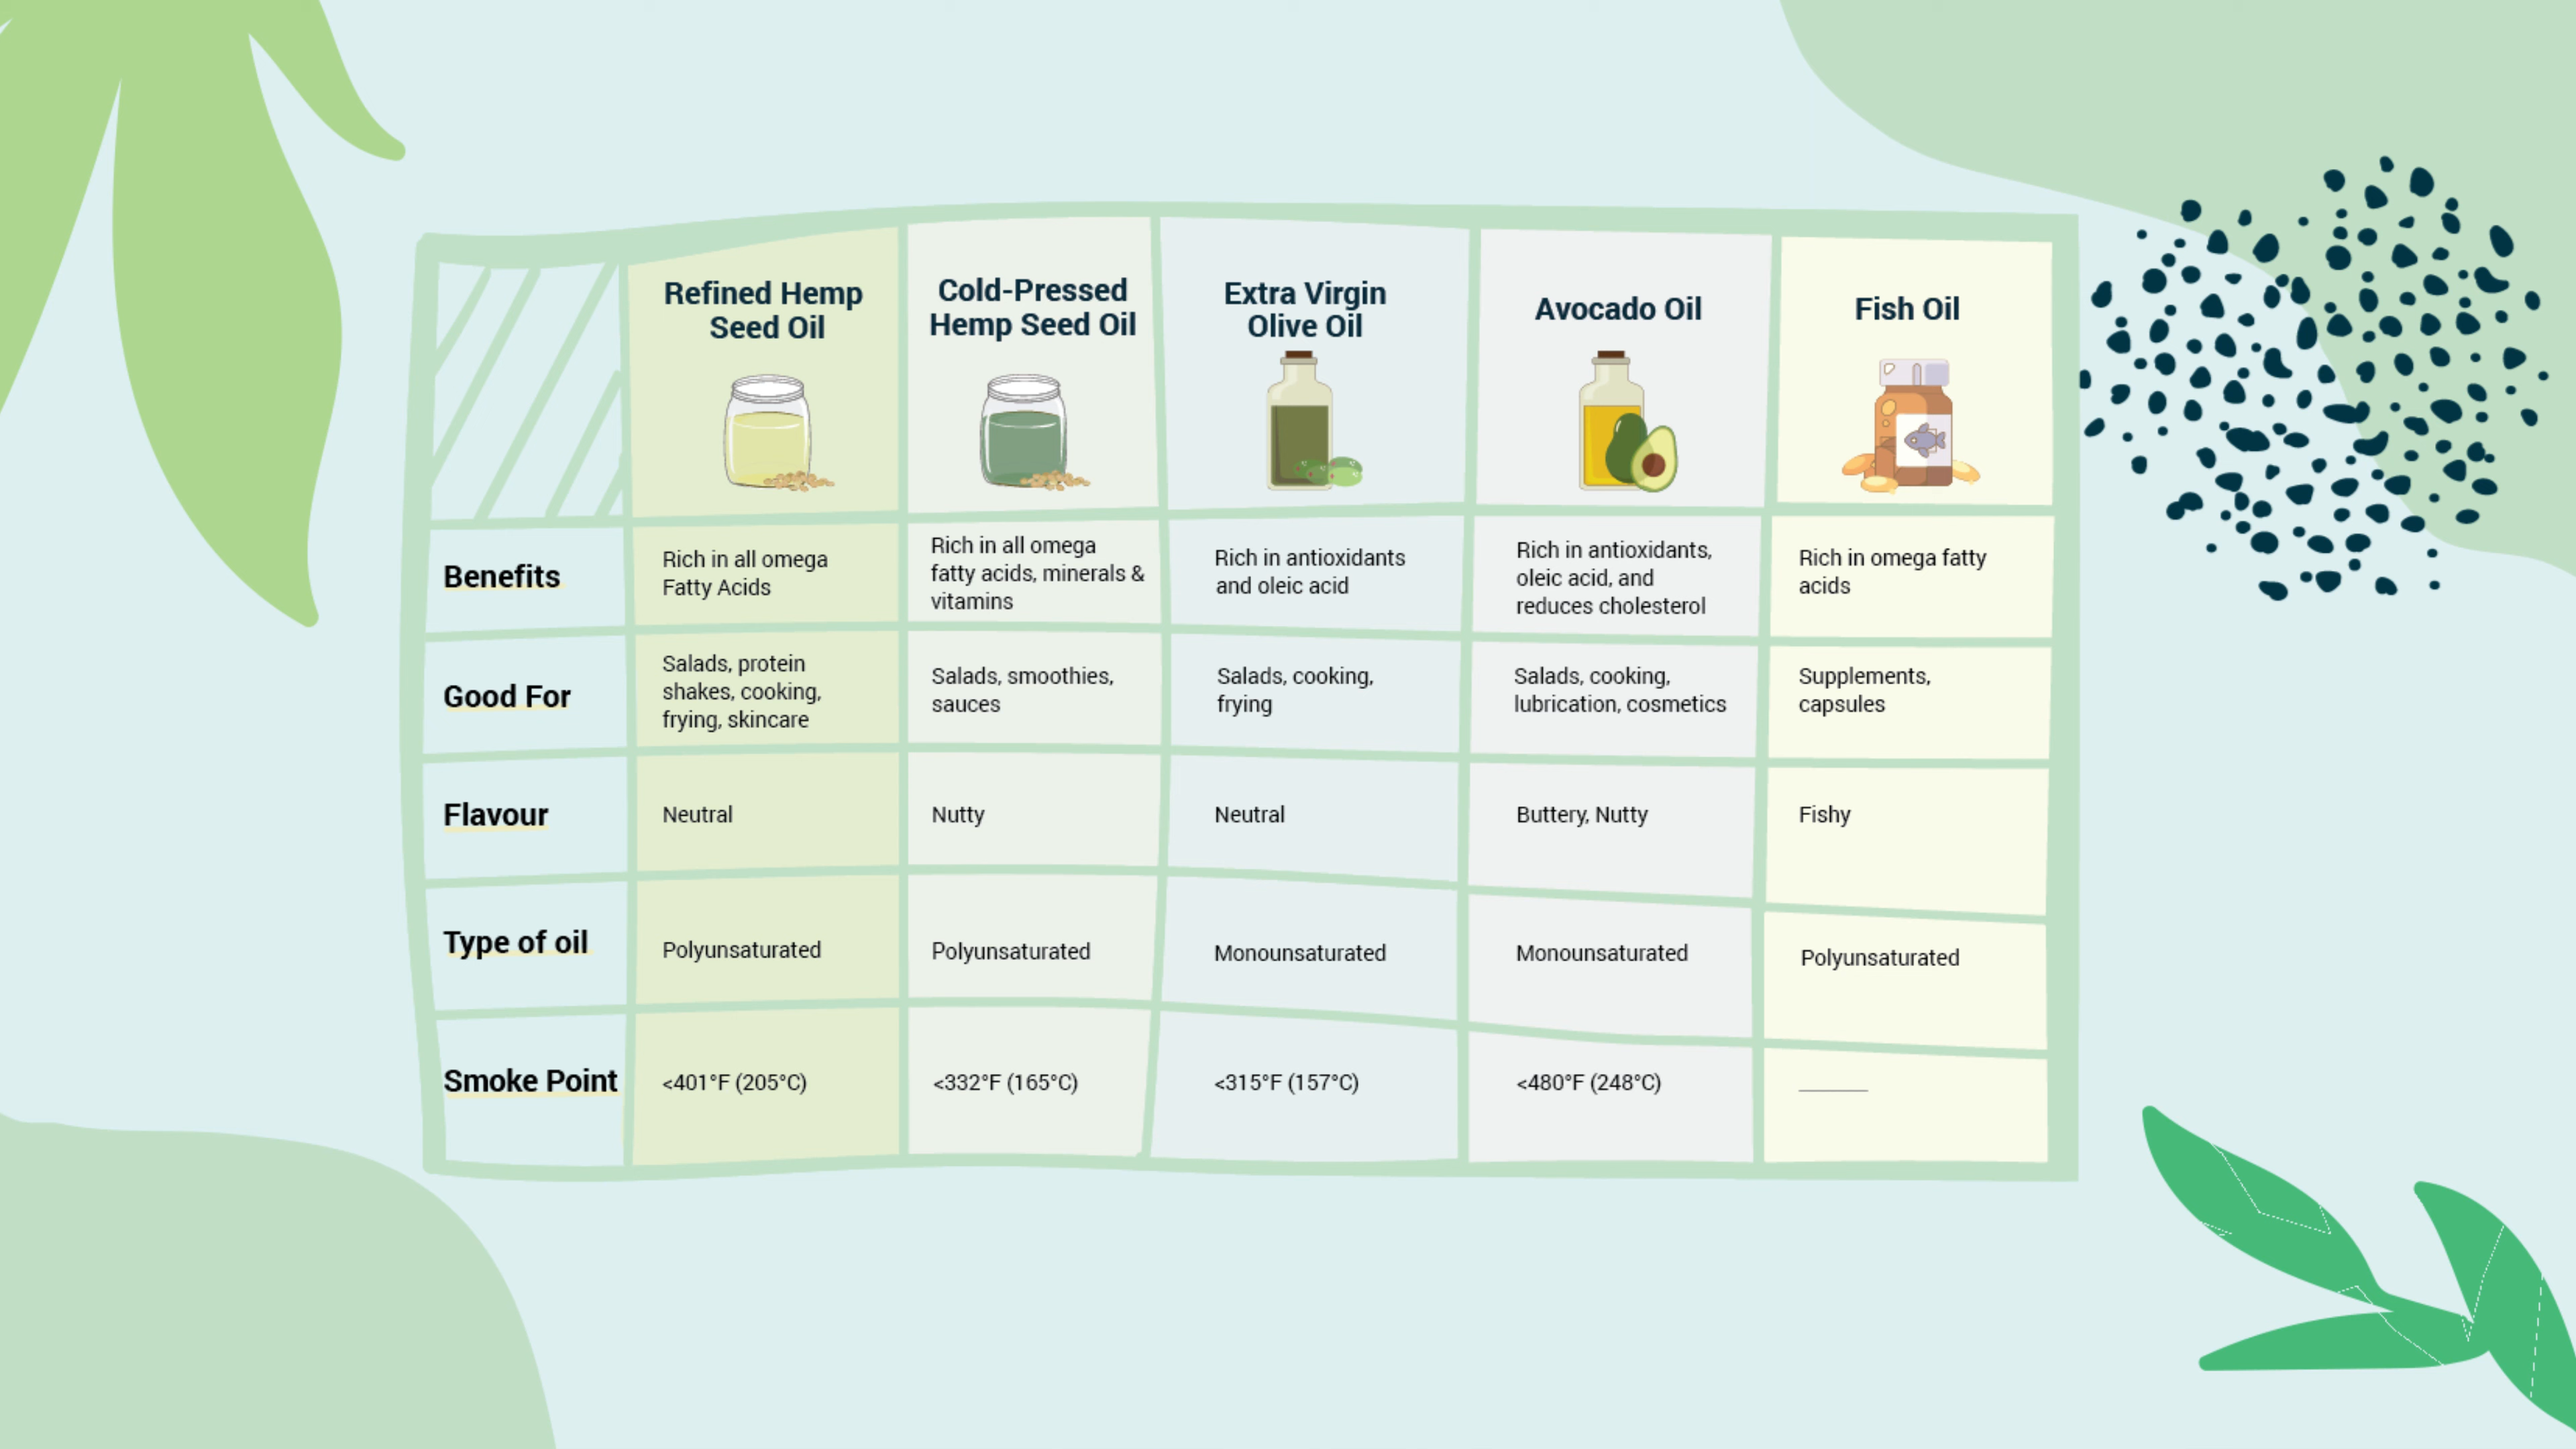 Refined Hemp
Seed Oil
Cold-Pressed
Hemp Seed Oil
Extra Virgin
Olive Oil
Avocado Oil
Fish Oil
Benefits
Rich in all omega
Fatty Acids
Rich in all omega
fatty acids, minerals &
vitamins
Rich in antioxidants
and oleic acid
Rich in antioxidants,
oleic acid, and
reduces cholesterol
Rich in omega fatty
acids
Good For
Salads, protein
shakes, cooking,
frying, skincare
Salads, smoothies,
sauces
Salads, cooking,
frying
Salads, cooking,
lubrication, cosmetics
Supplements,
capsules
Flavour
Neutral
Nutty
Neutral
Buttery, Nutty
Fishy
Type of oil
Polyunsaturated
Polyunsaturated
Monounsaturated
Monounsaturated
Polyunsaturated
Smoke Point
<401°F (205°C)
<332°F (165°C)
<315°F (157°C)
<480°F (248°C)
______